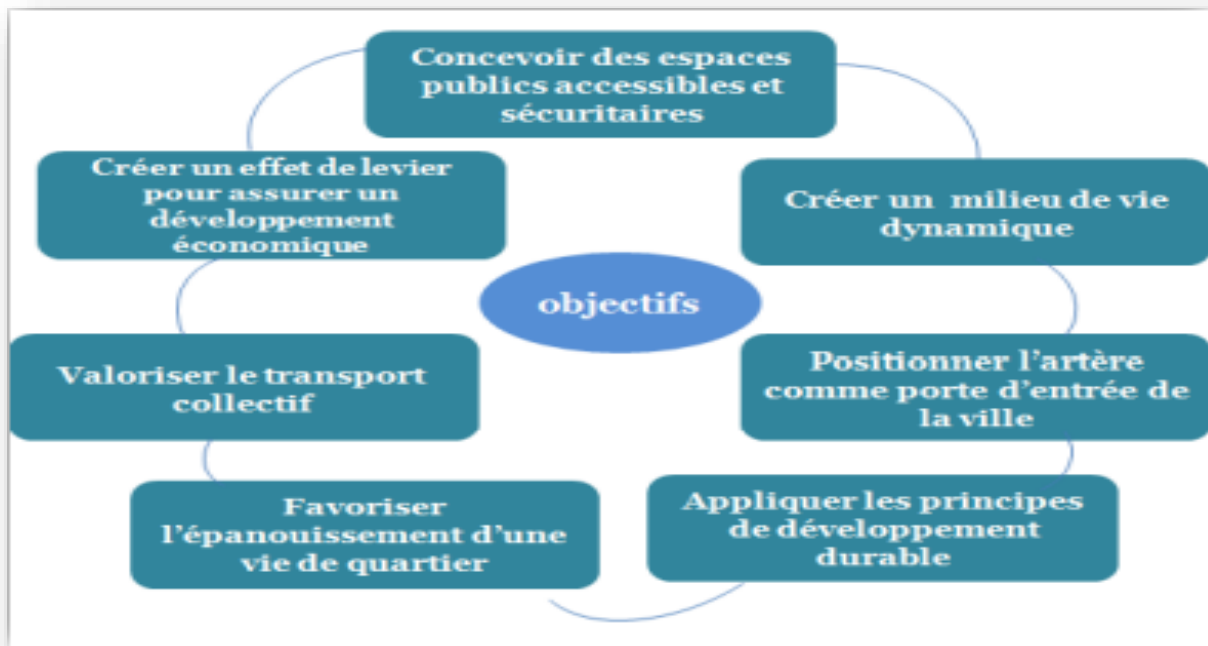 Concevoir des espaces
publics accessibles et
sécuritaires
Créer un milieu de vie
dynamique
Positionner l’artère
comme porte d’entrée de
la ville
Appliquer les principes
de développement
durable
Favoriser
l’épanouissement d’une
vie de quartier
Valoriser le transport
collectif
Créer un effet de levier
pour assurer un
développement
économique
objectifs